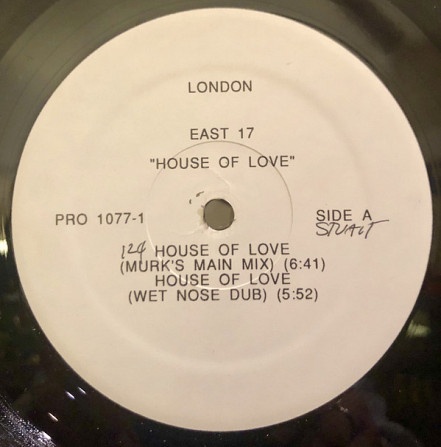 LONDON
EAST 17
"HOUSE OF LOVE"
PRO 1077-1
SIDE A
STUART
124 HOUSE OF LOVE
(MURK'S MAIN MIX) (6:41)
HOUSE OF LOVE
(WET NOSE DUB) (5:52)